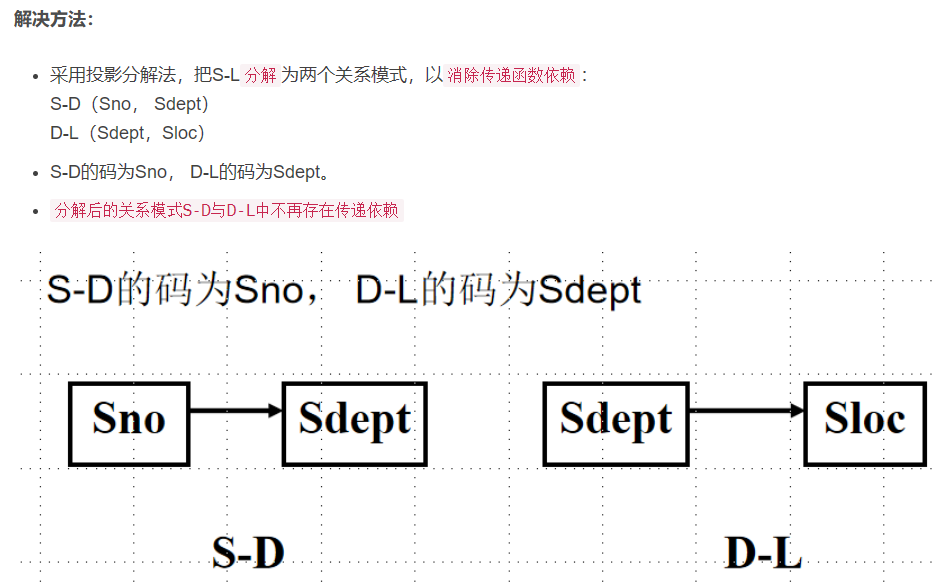 解决方法：
采用投影分解法，把S-L 分解 为两个关系模式，以 消除传递函数依赖 ：
S-D（Sno， Sdept）
D-L（Sdept，Sloc）
S-D的码为Sno， D-L的码为Sdept。
分解后的关系模式S-D与D-L中不再存在传递依赖
S-D的码为Sno， D-L的码为Sdept
Sno Sdept Sdept Sloc
S-D D-L